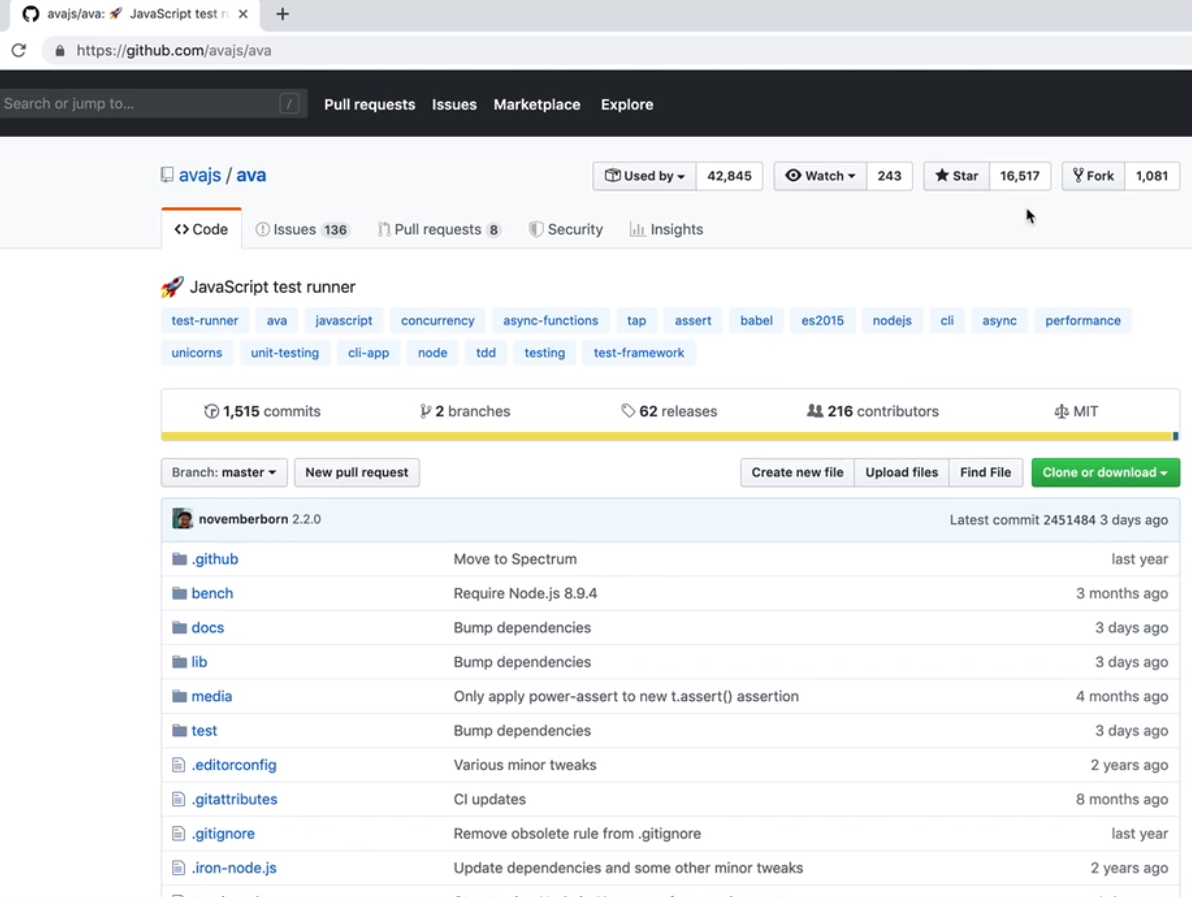 avajs/ava: 🚀 JavaScript test
https://github.com/avajs/ava
Search or jump to... /
Pull requests Issues Marketplace Explore
avajs / ava
Used by 42,845 Watch 243 Star 16,517 Fork 1,081
Code Issues 136 Pull requests 8 Security Insights
🚀 JavaScript test runner
test-runner ava javascript concurrency async-functions tap assert babel es2015 nodejs cli async performance
unicorns unit-testing cli-app node tdd testing test-framework
1,515 commits 2 branches 62 releases 216 contributors MIT
Branch: master New pull request Create new file Upload files Find File Clone or download
novemberborn 2.2.0 Latest commit 2451484 3 days ago
.github Move to Spectrum last year
bench Require Node.js 8.9.4 3 months ago
docs Bump dependencies 3 days ago
lib Bump dependencies 3 days ago
media Only apply power-assert to new t.assert() assertion 4 months ago
test Bump dependencies 3 days ago
.editorconfig Various minor tweaks 2 years ago
.gitattributes CI updates 8 months ago
.gitignore Remove obsolete rule from .gitignore last year
.iron-node.js Update dependencies and some other minor tweaks 2 years ago